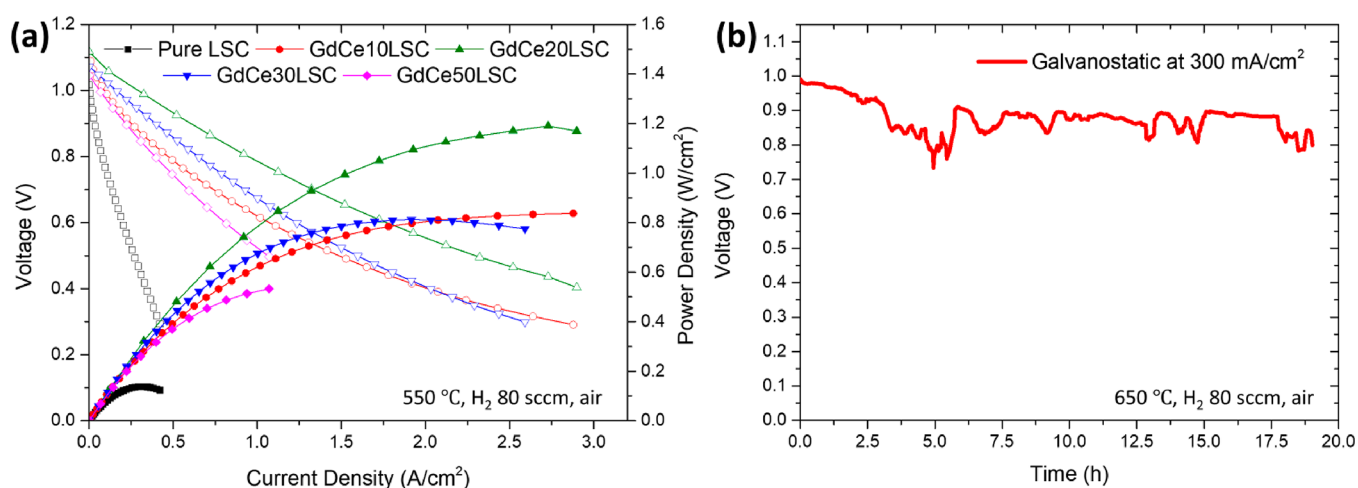 (a)
Pure LSC GdCe10LSC GdCe20LSC
GdCe30LSC GdCe50LSC
1.2
1.0
0.8
0.6
0.4
0.2
0.0
Voltage (V)
1.6
1.4
1.2
1.0
0.8
0.6
0.4
0.2
0.0
Power Density (W/cm²)
550 ℃, H₂ 80 sccm, air
0.0 0.5 1.0 1.5 2.0 2.5 3.0
Current Density (A/cm²)
(b)
Galvanostatic at 300 mA/cm²
1.1
1.0
0.9
0.8
0.7
0.6
0.5
0.4
0.3
0.2
0.1
0.0
Voltage (V)
650 ℃, H₂ 80 sccm, air
0.0 2.5 5.0 7.5 10.0 12.5 15.0 17.5 20.0
Time (h)